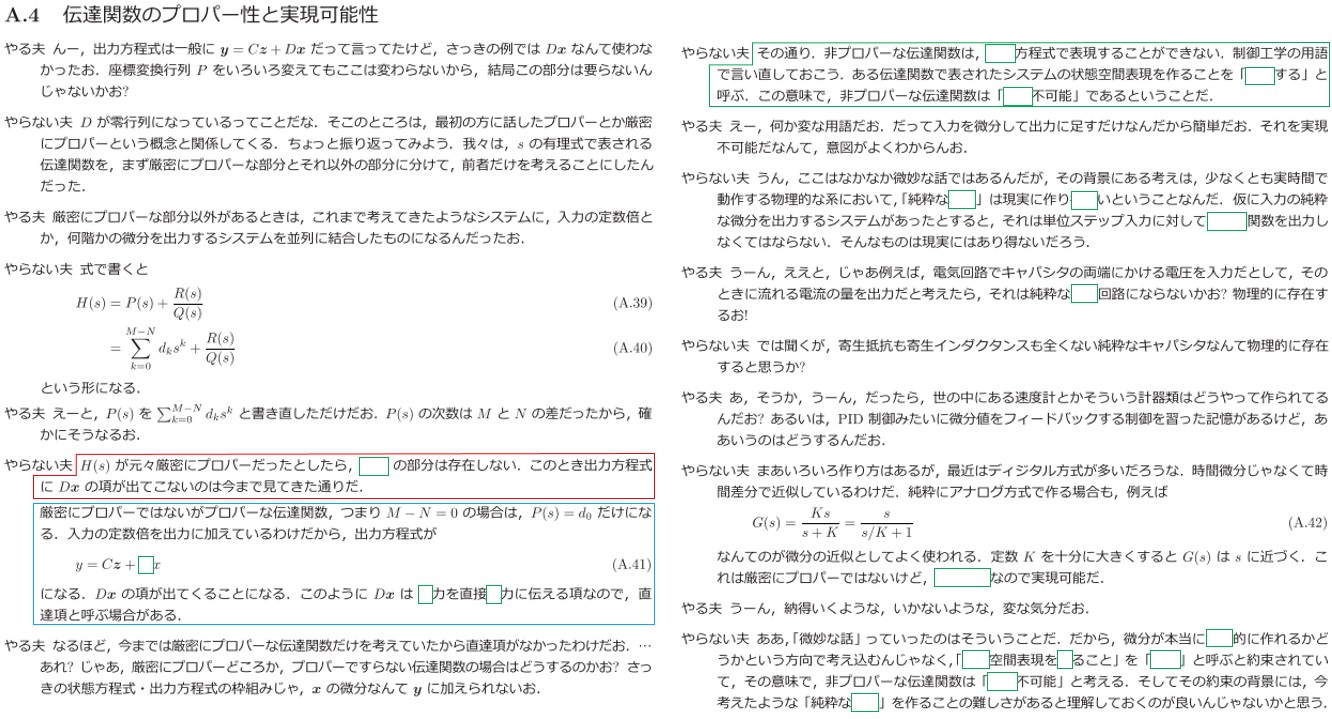 A.4 伝達関数のプロパー性と実現可能性
やる夫 んー，出力方程式は一般に y = Cz + Dx だって言ってたけど，さっきの例では Dx なんて使わな
かったお．座標変換行列 P をいろいろ変えてもここは変わらないから，結局この部分は要らないん
じゃないかお?
やらない夫 D が零行列になっているってことだな．そこのところは，最初の方に話したプロパーとか厳密
にプロパーという概念と関係してくる．ちょっと振り返ってみよう．我々は，s の有理式で表される
伝達関数を，まず厳密にプロパーな部分とそれ以外の部分に分けて，前者だけを考えることにしたん
だった．
やる夫 厳密にプロパーな部分以外があるときは，これまで考えてきたようなシステムに，入力の定数倍と
か，何階かの微分を出力するシステムを並列に結合したものになるんだったお．
やらない夫 式で書くと
H(s) = P(s) + R(s)/Q(s) (A.39)
= ∑_{k=0}^{M−N} d_k s^k + R(s)/Q(s) (A.40)
という形になる．
やる夫 えーと，P(s) を ∑_{k=0}^{M−N} d_k s^k と書き直しただけだお．P(s) の次数は M と N の差だったから，確
かにそうなるお．
やらない夫 H(s) が元々厳密にプロパーだったとしたら， の部分は存在しない．このとき出力方程式
に Dx の項が出てこないのは今まで見てきた通りだ．
厳密にプロパーではないがプロパーな伝達関数，つまり M − N = 0 の場合は，P(s) = d_0 だけにな
る．入力の定数倍を出力に加えているわけだから，出力方程式が
y = Cz + x (A.41)
になる．Dx の項が出てくることになる．このように Dx は 力を直接 力に伝える項なので，直
達項と呼ぶ場合がある．
やる夫 なるほど，今までは厳密にプロパーな伝達関数だけを考えていたから直達項がなかったわけだお．…
あれ? じゃあ，厳密にプロパーどころか，プロパーですらない伝達関数の場合はどうするのかお? さっ
きの状態方程式・出力方程式の枠組みじゃ，x の微分なんて y に加えられないお．
やらない夫 その通り．非プロパーな伝達関数は， 方程式で表現することができない．制御工学の用語
で言い直しておこう．ある伝達関数で表されたシステムの状態空間表現を作ることを「 する」と
呼ぶ．この意味で，非プロパーな伝達関数は「 不可能」であるということだ．
やる夫 えー，何か変な用語だお．だって入力を微分して出力に足すだけなんだから簡単だお．それを実現
不可能だなんて，意図がよくわからんお．
やらない夫 うん，ここはなかなか微妙な話ではあるんだが，その背景にある考えは，少なくとも実時間で
動作する物理的な系において，「純粋な 」は現実に作り いということなんだ．仮に入力の純粋
な微分を出力するシステムがあったとすると，それは単位ステップ入力に対して 関数を出力し
なくてはならない．そんなものは現実にはあり得ないだろう．
やる夫 うーん，ええと，じゃあ例えば，電気回路でキャパシタの両端にかける電圧を入力だとして，その
ときに流れる電流の量を出力だと考えたら，それは純粋な 回路にならないかお? 物理的に存在す
るお!
やらない夫 では聞くが，寄生抵抗も寄生インダクタンスも全くない純粋なキャパシタなんて物理的に存在
すると思うか?
やる夫 あ，そうか，うーん，だったら，世の中にある速度計とかそういう計器類はどうやって作られてる
んだお? あるいは，PID 制御みたいに微分値をフィードバックする制御を習った記憶があるけど，あ
あいうのはどうするんだお．
やらない夫 まあいろいろ作り方はあるが，最近はディジタル方式が多いだろうな．時間微分じゃなくて時
間差分で近似しているわけだ．純粋にアナログ方式で作る場合も，例えば
G(s) = Ks/(s + K) = s/(s/K + 1) (A.42)
なんてのが微分の近似としてよく使われる．定数 K を十分に大きくすると G(s) は s に近づく．こ
れは厳密にプロパーではないけど， なので実現可能だ．
やる夫 うーん，納得いくような，いかないような，変な気分だお．
やらない夫 ああ，「微妙な話」っていったのはそういうことだ．だから，微分が本当に 的に作れるかど
うかという方向で考え込むんじゃなく，「 空間表現を ること」を「 」と呼ぶと約束されてい
て，その意味で，非プロパーな伝達関数は「 不可能」と考える．そしてその約束の背景には，今
考えたような「純粋な 」を作ることの難しさがあると理解しておくのが良いんじゃないかと思う．